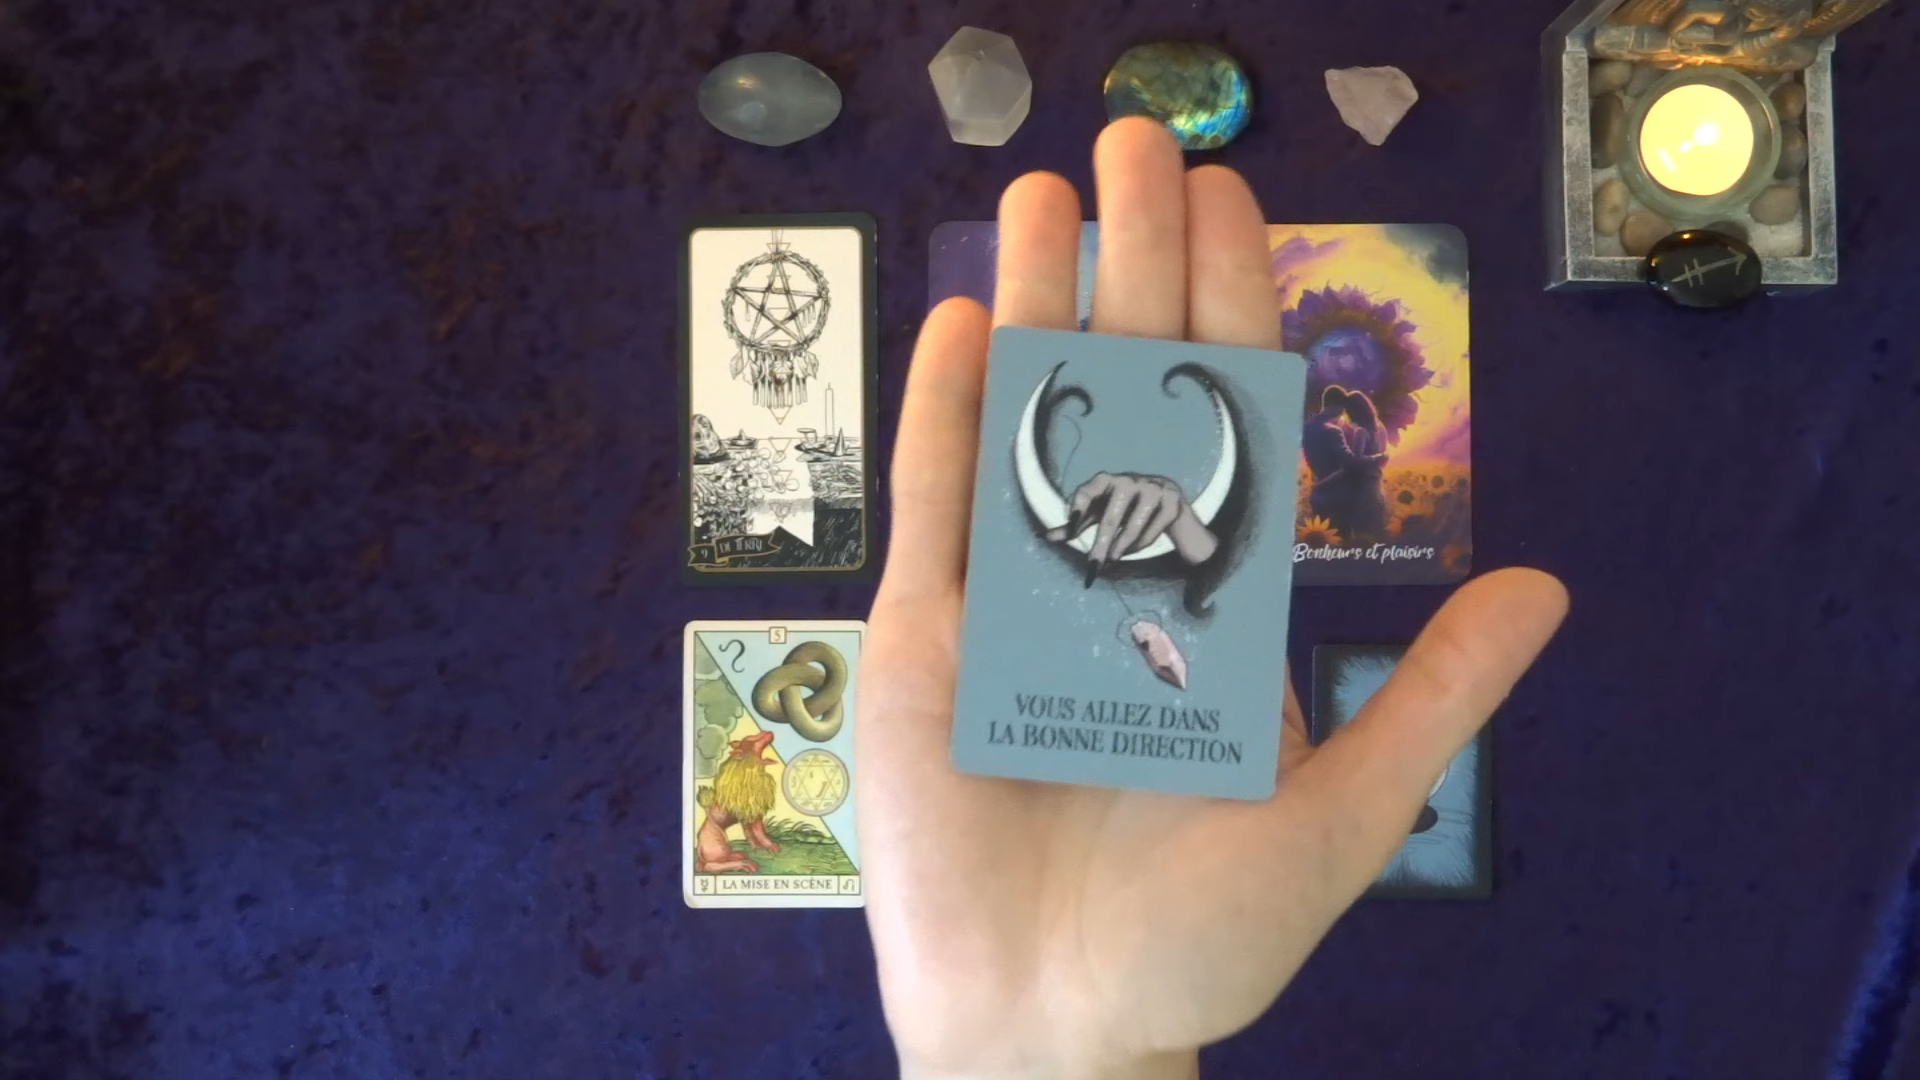 9 DE TERRE
Bonheurs et plaisirs
5
VOUS ALLEZ DANS
LA BONNE DIRECTION
LA MISE EN SCÈNE